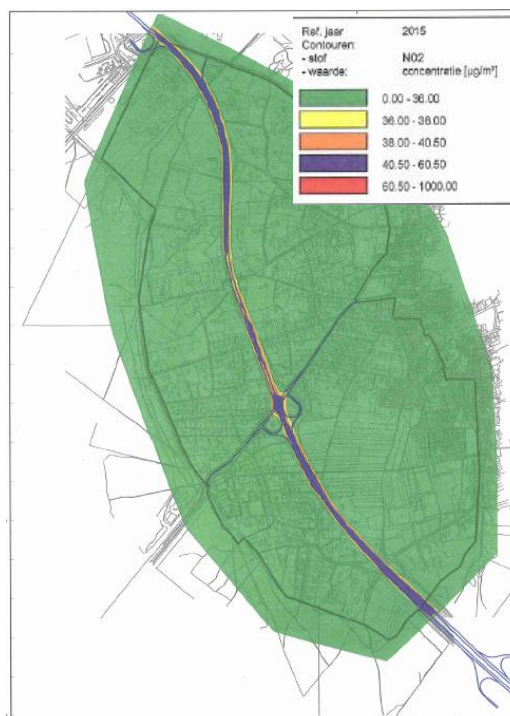 Ref. jaar 2015
Contouren:
- stof NO2
- waarde: concentratie [µg/m³]
0.00 - 36.00
36.00 - 38.00
38.00 - 40.50
40.50 - 60.50
60.50 - 1000.00